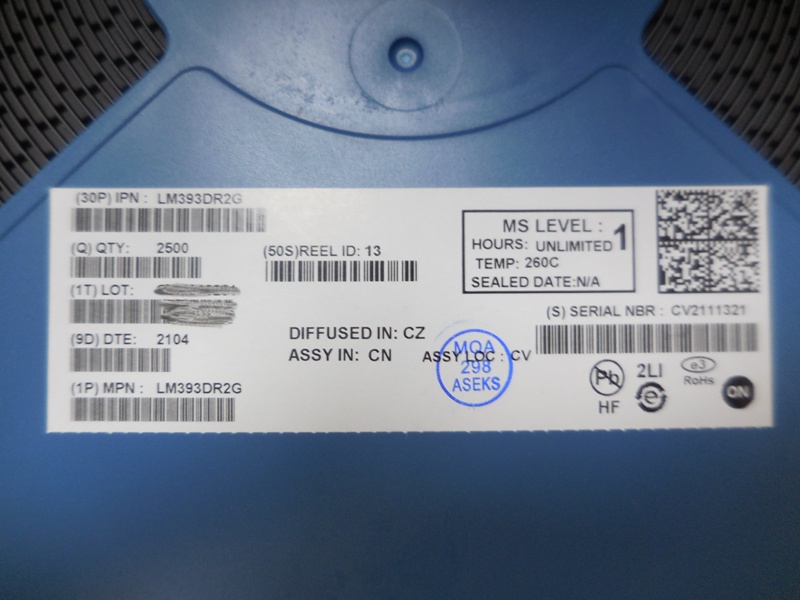 (30P) IPN : LM393DR2G
(Q) QTY: 2500
(50S)REEL ID: 13
MS LEVEL : 1
HOURS: UNLIMITED
TEMP: 260C
SEALED DATE:N/A
(1T) LOT:
(S) SERIAL NBR : CV2111321
(9D) DTE: 2104
DIFFUSED IN: CZ
ASSY IN: CN
ASSY LOC : CV
MQA
298
ASEKS
(1P) MPN : LM393DR2G
Pb
HF
2LI
e
e3
RoHs
ON